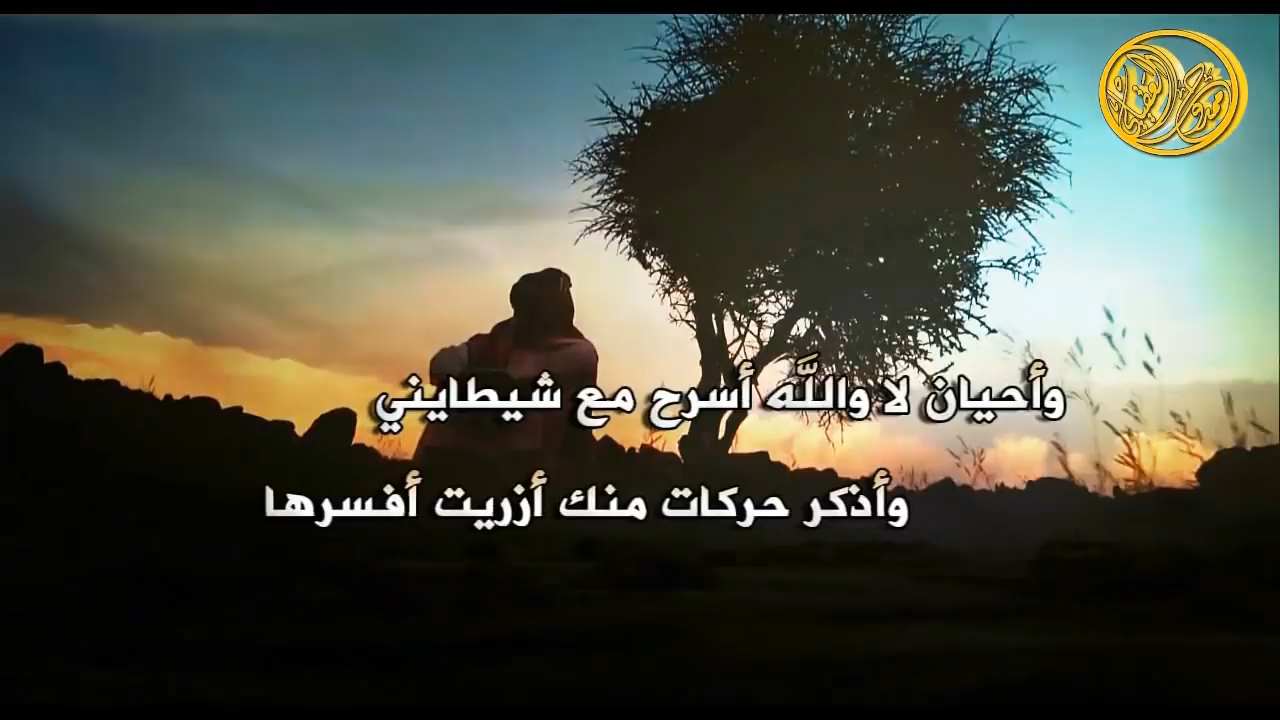 وأحيان لا والله أسرح مع شيطايني
وأذكر حركات منك أزريت أفسرها